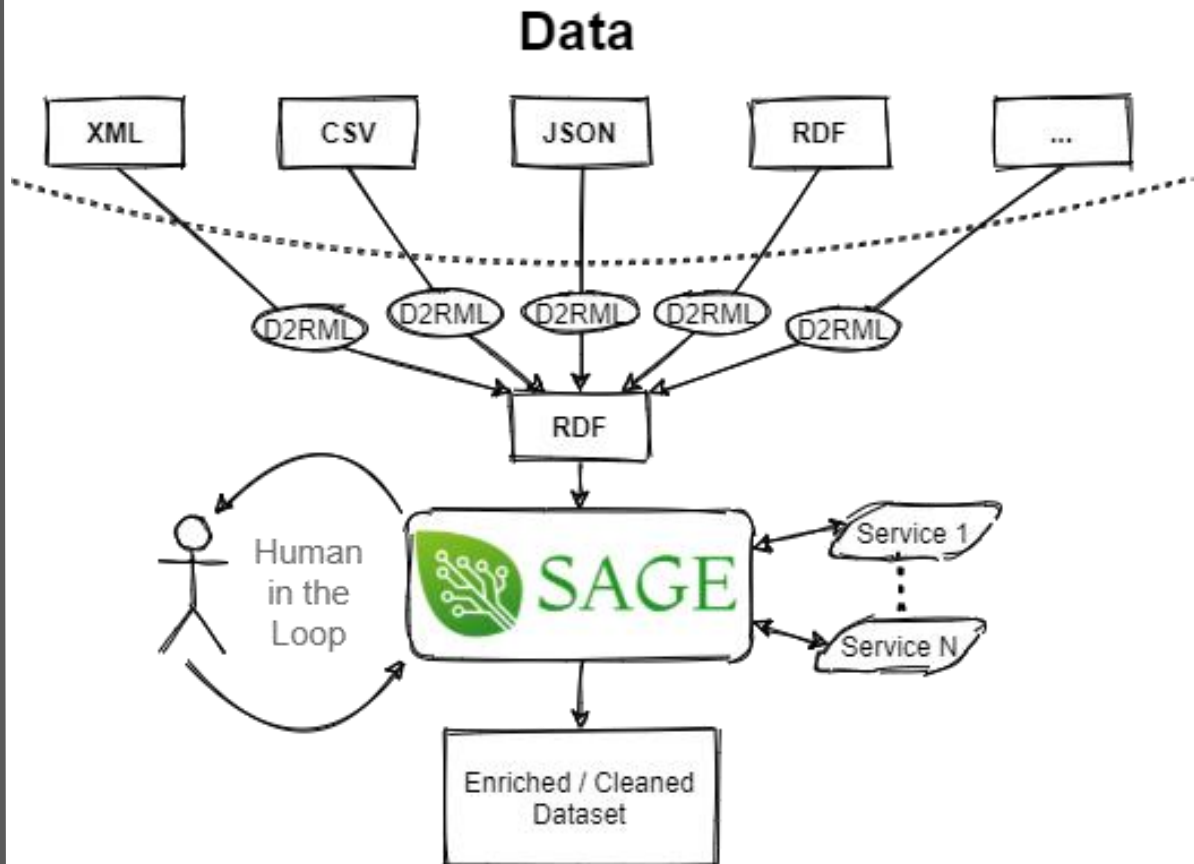 Data
XML
CSV
JSON
RDF
...
D2RML
D2RML
D2RML
D2RML
D2RML
RDF
Human
in the
Loop
SAGE
Service 1
Service N
Enriched / Cleaned
Dataset